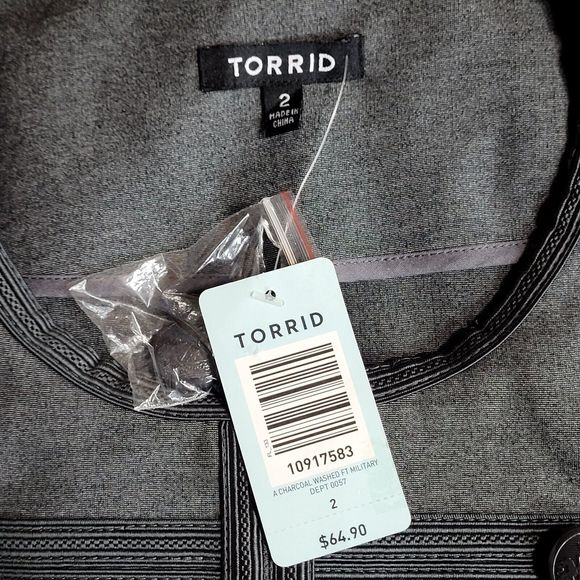 TORRID
2
MADE IN
CHINA
TORRID
10917583
A CHARCOAL WASHED FT MILITARY
DEPT 0057
2
$64.90